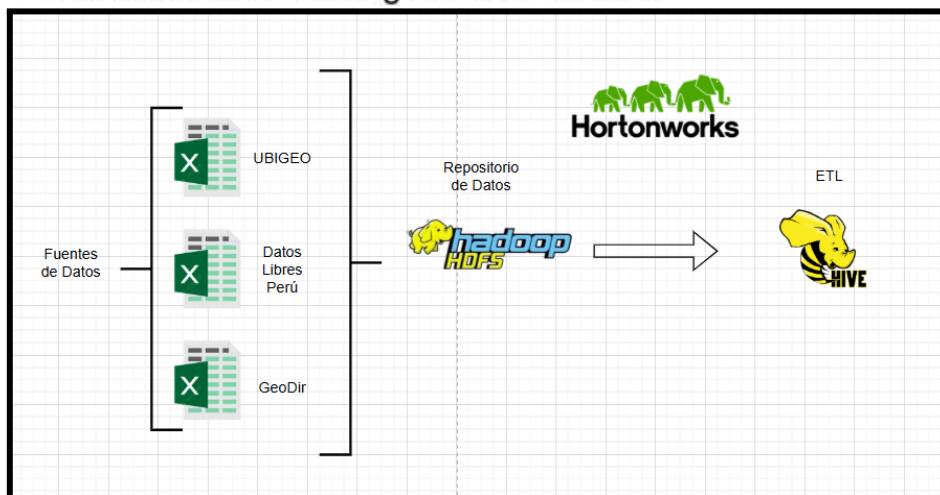 Hortonworks
UBIGEO
Repositorio
de Datos
ETL
Fuentes
de Datos
Datos
Libres
Perú
hadoop
HDFS
HIVE
GeoDir